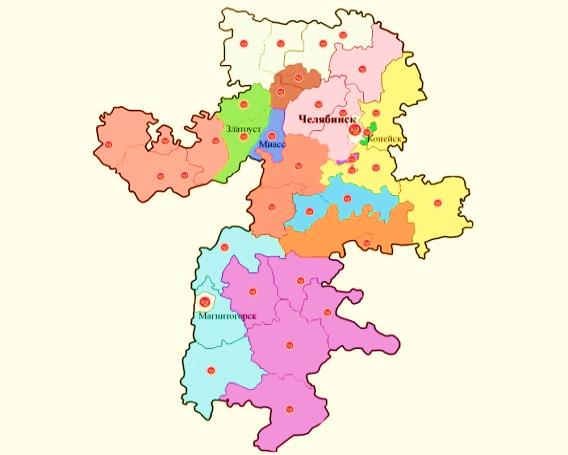 Челябинск
Копейск
Златоуст
Миасс
Магнитогорск